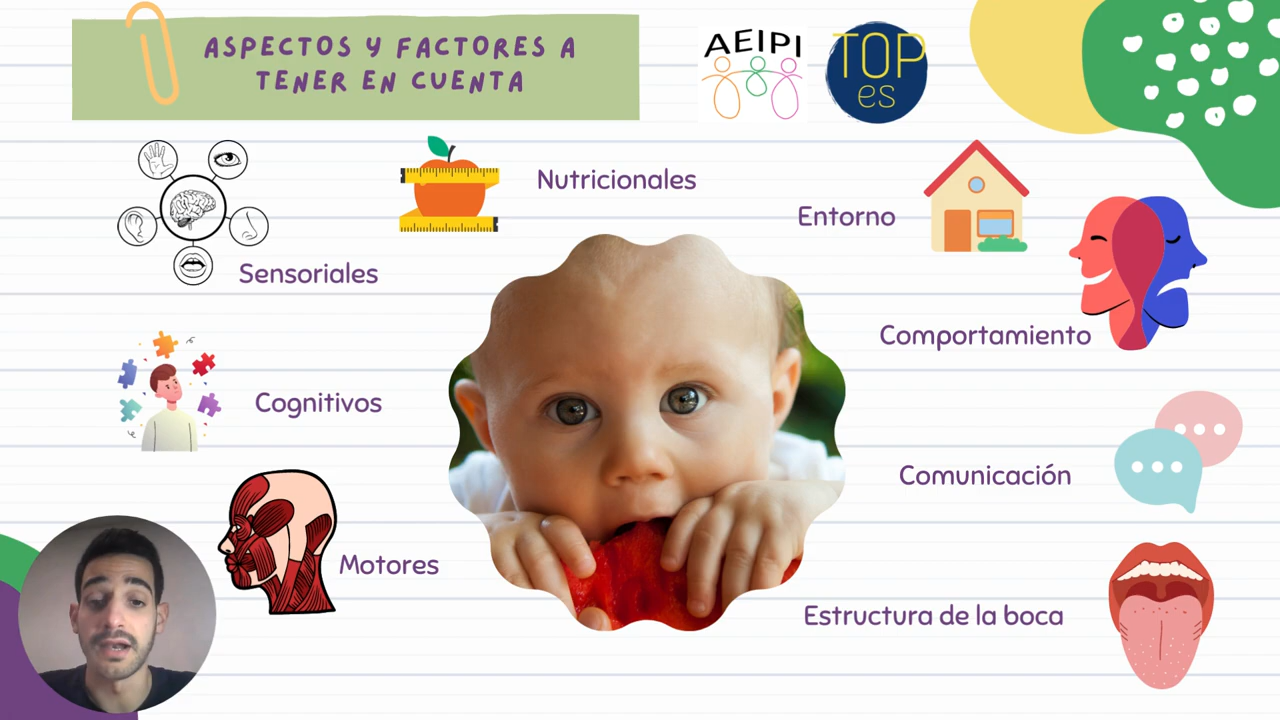 ASPECTOS Y FACTORES A
TENER EN CUENTA
AEIPI
TOP
es
Nutricionales
Entorno
Sensoriales
Comportamiento
Cognitivos
Comunicación
Motores
Estructura de la boca